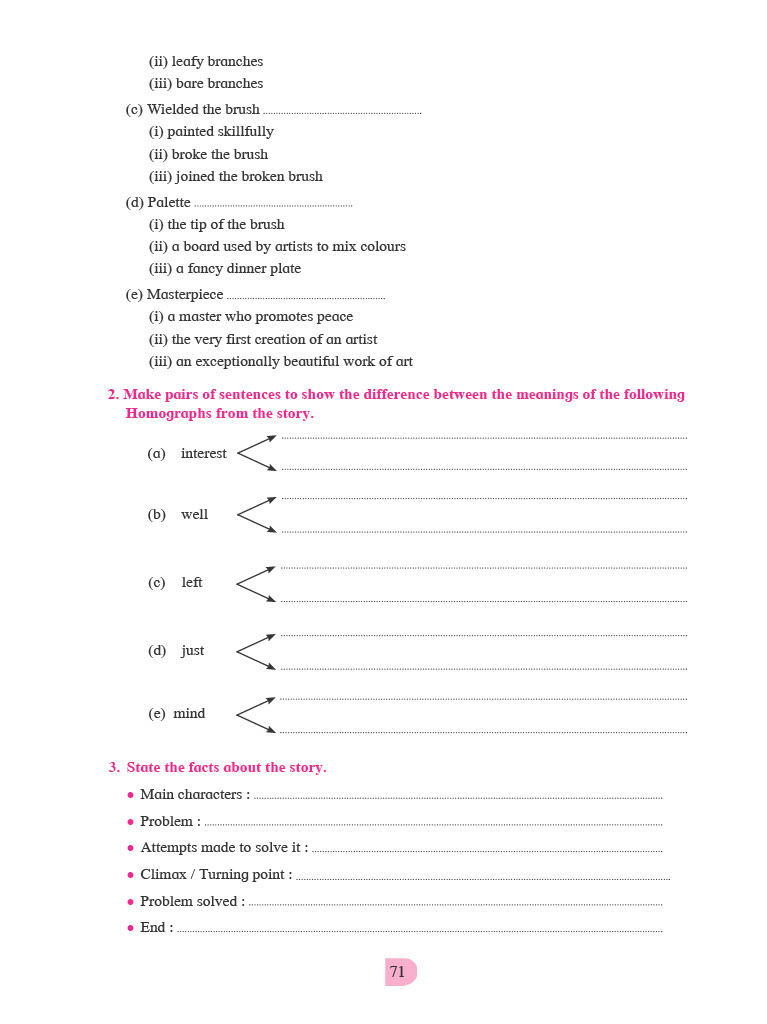 (ii) leafy branches
(iii) bare branches
(c) Wielded the brush ................................................................
(i) painted skillfully
(ii) broke the brush
(iii) joined the broken brush
(d) Palette ................................................................
(i) the tip of the brush
(ii) a board used by artists to mix colours
(iii) a fancy dinner plate
(e) Masterpiece ................................................................
(i) a master who promotes peace
(ii) the very first creation of an artist
(iii) an exceptionally beautiful work of art
2. Make pairs of sentences to show the difference between the meanings of the following
Homographs from the story.
(a) interest
(b) well
(c) left
(d) just
(e) mind
3. State the facts about the story.
• Main characters : ................................................................
• Problem : ................................................................
• Attempts made to solve it : ................................................................
• Climax / Turning point : ................................................................
• Problem solved : ................................................................
• End : ................................................................
71